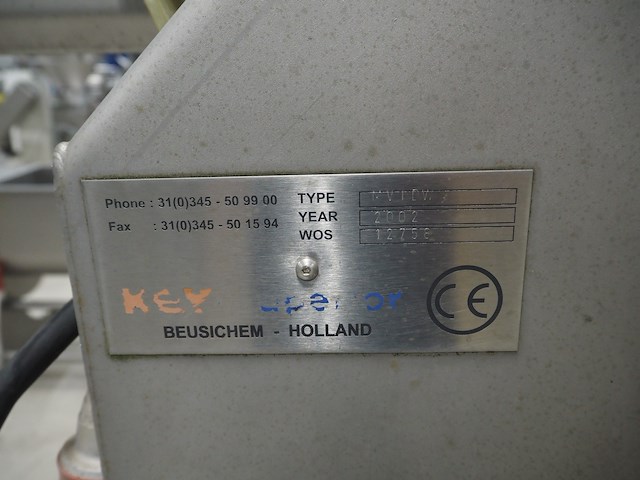 Phone : 31(0)345 - 50 99 00
Fax : 31(0)345 - 50 15 94
TYPE
YEAR 2002
WOS 12758
KEY
BEUSICHEM - HOLLAND
CE